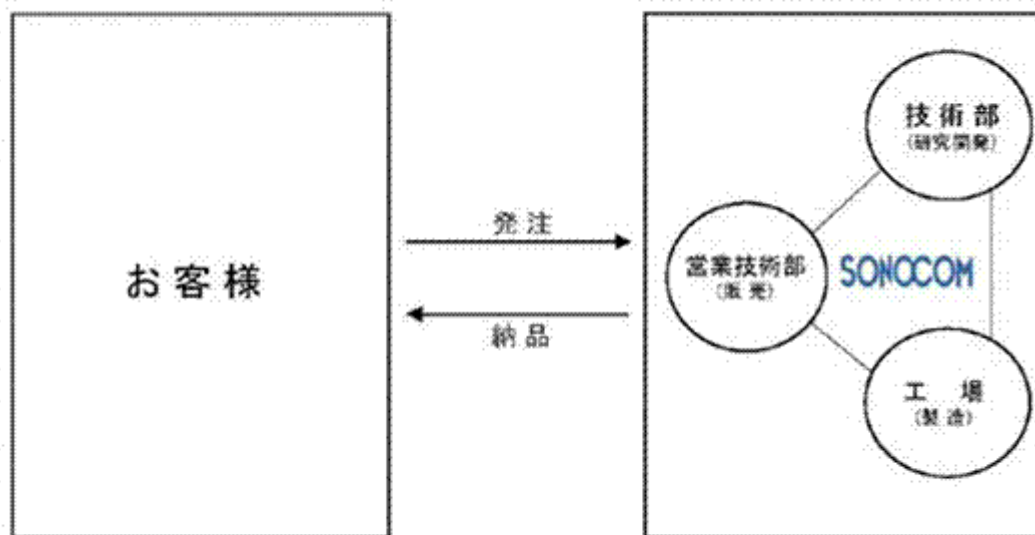 お客様
発注
納品
技術部
(研究開発)
営業技術部
(販売)
SONOCOM
工場
(製造)